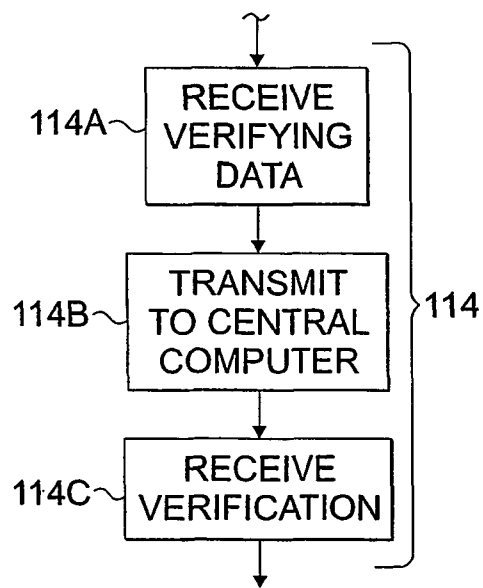 114A
RECEIVE
VERIFYING
DATA
114B
TRANSMIT
TO CENTRAL
COMPUTER
114
114C
RECEIVE
VERIFICATION